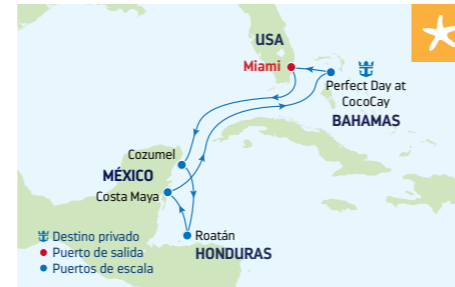 USA
Miami
Perfect Day at
CocoCay
BAHAMAS
Cozumel
MÉXICO
Costa Maya
Roatán
HONDURAS
Destino privado
Puerto de salida
Puertos de escala